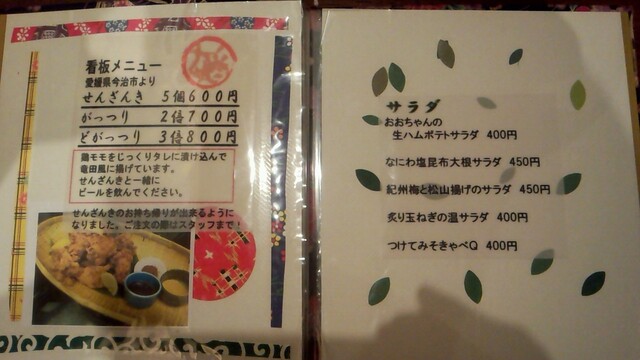 看板メニュー
愛媛県今治市より
せんざんき 5個600円
がっつり 2倍700円
どがっつり 3倍800円
鶏モモをじっくりタレに漬け込んで
竜田風に揚げています。
せんざんきと一緒に
ビールを飲んでください。
せんざんきのお持ち帰りが出来るように
なりました。ご注文の際はスタッフまで!
サラダ
おおちゃんの
生ハムポテトサラダ 400円
なにわ塩昆布大根サラダ 450円
紀州梅と松山揚げのサラダ 450円
炙り玉ねぎの温サラダ 400円
つけてみそきゃべQ 400円